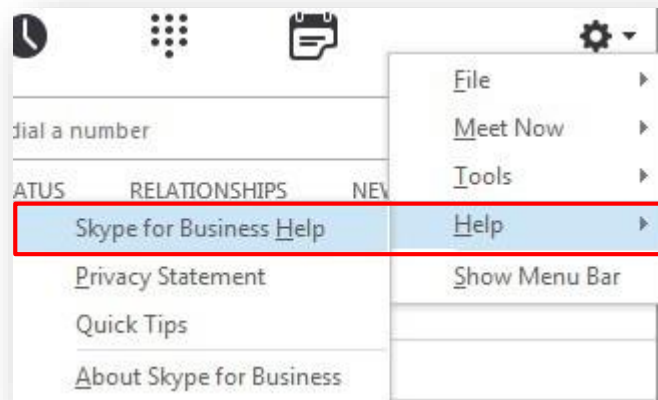 File
dial a number
Meet Now
ATUS RELATIONSHIPS NEW
Tools
Skype for Business Help
Help
Privacy Statement
Show Menu Bar
Quick Tips
About Skype for Business